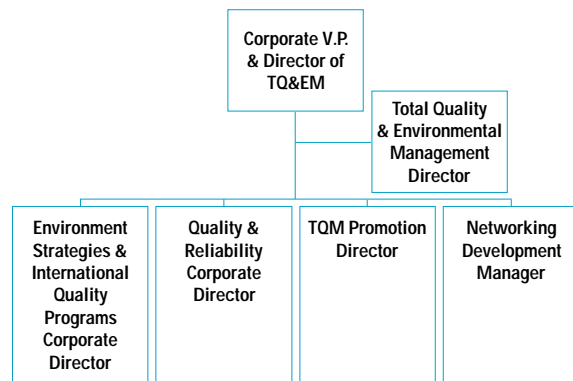 Corporate V.P.
& Director of
TQ&EM
Total Quality
& Environmental
Management
Director
Environment
Strategies &
International
Quality
Programs
Corporate
Director
Quality &
Reliability
Corporate
Director
TQM Promotion
Director
Networking
Development
Manager